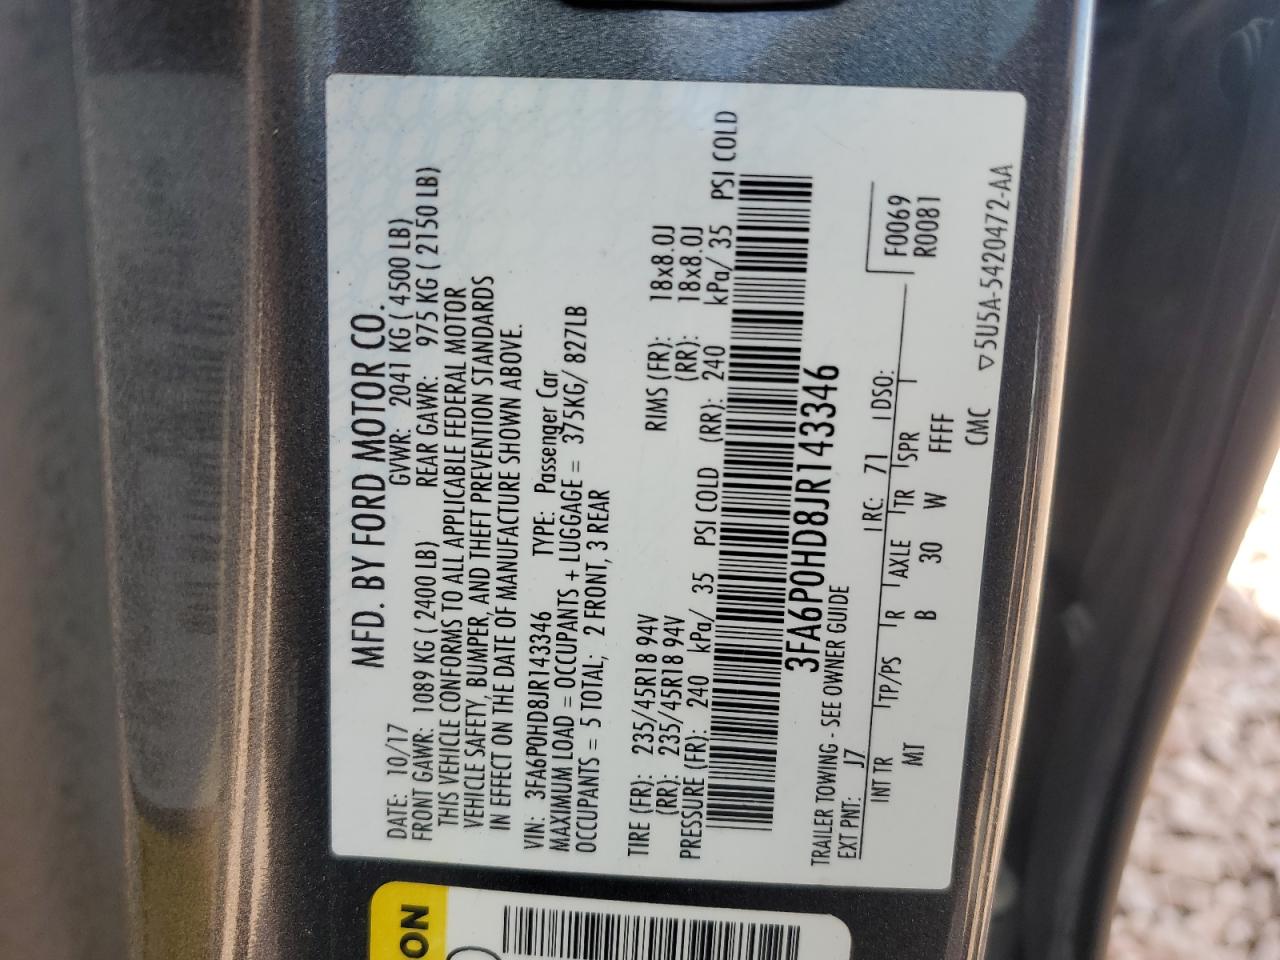 MFD. BY FORD MOTOR CO.
DATE: 10/17 GVWR: 2041 KG ( 4500 LB)
FRONT GAWR: 1089 KG ( 2400 LB) REAR GAWR: 975 KG ( 2150 LB)
THIS VEHICLE CONFORMS TO ALL APPLICABLE FEDERAL MOTOR
VEHICLE SAFETY, BUMPER, AND THEFT PREVENTION STANDARDS
IN EFFECT ON THE DATE OF MANUFACTURE SHOWN ABOVE.
VIN: 3FA6P0HD8JR143346 TYPE: Passenger Car
MAXIMUM LOAD = OCCUPANTS + LUGGAGE = 375KG/ 827LB
OCCUPANTS = 5 TOTAL; 2 FRONT, 3 REAR
TIRE (FR): 235/45R18 94V RIMS (FR): 18x8.0J
(RR): 235/45R18 94V (RR): 18x8.0J
PRESSURE (FR): 240 kPa/ 35 PSI COLD (RR): 240 kPa/ 35 PSI COLD
3FA6P0HD8JR143346
TRAILER TOWING - SEE OWNER GUIDE
EXT PNT: J7 RC: 71 DSO: F0069
INT TR TP/PS R AXLE TR SPR R0081
MT B 30 W FFFF
CMC ▽5U5A-5420472-AA
ON